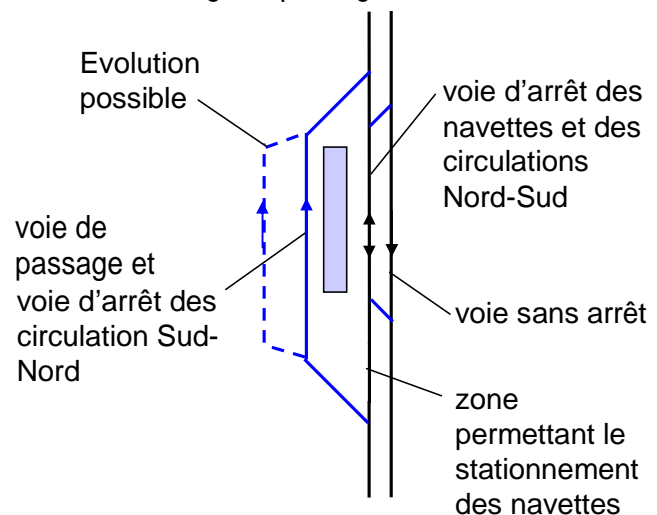 Evolution
possible
voie d'arrêt des
navettes et des
circulations
Nord-Sud
voie de
passage et
voie d'arrêt des
circulation Sud-
Nord
voie sans arrêt
zone
permettant le
stationnement
des navettes